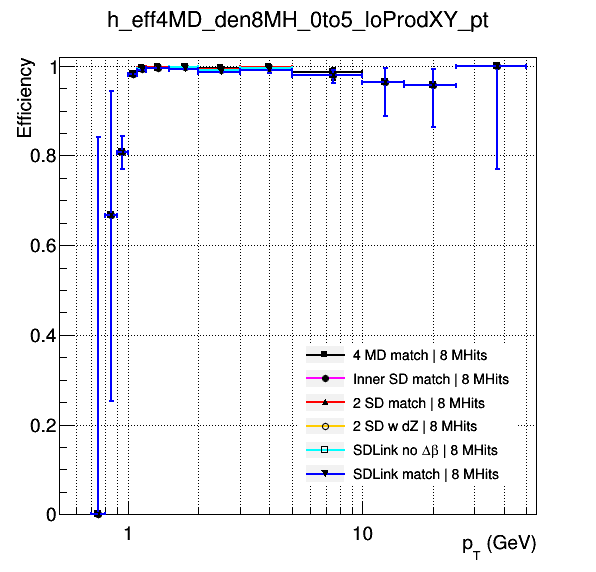 h_eff4MD_den8MH_0to5_loProdXY_pt
Efficiency
1
0.8
0.6
0.4
0.2
0
4 MD match | 8 MHits
Inner SD match | 8 MHits
2 SD match | 8 MHits
2 SD w dZ | 8 MHits
SDLink no Δβ | 8 MHits
SDLink match | 8 MHits
1
10
p_T (GeV)